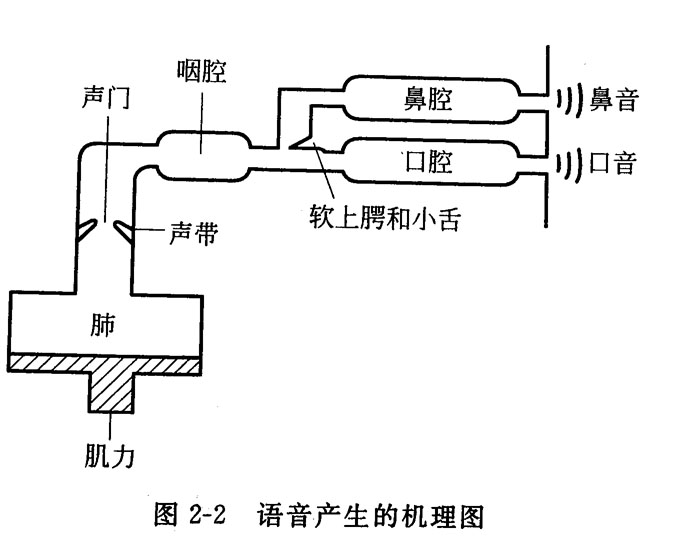 咽腔
声门
鼻腔
鼻音
口腔
口音
软上腭和小舌
声带
肺
肌力
图 2-2 语音产生的机理图